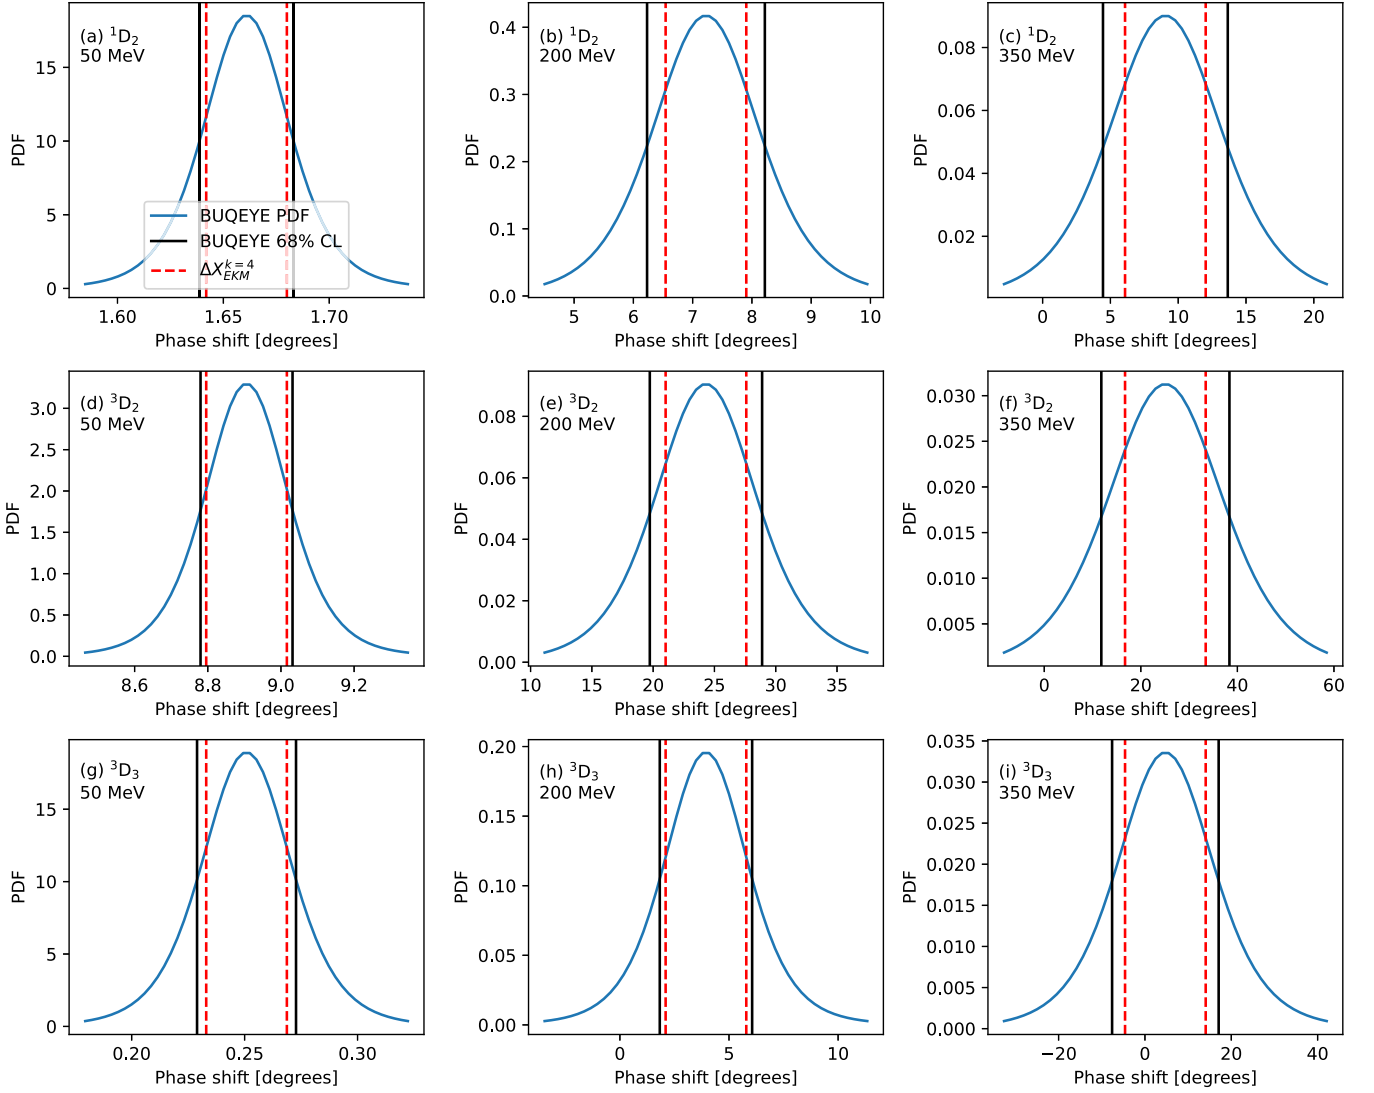 (a) ¹D₂
50 MeV
PDF
15
10
5
0
BUQEYE PDF
BUQEYE 68% CL
ΔX_{EKM}^{k=4}
1.60 1.65 1.70
Phase shift [degrees]
(b) ¹D₂
200 MeV
PDF
0.4
0.3
0.2
0.1
0.0
5 6 7 8 9 10
Phase shift [degrees]
(c) ¹D₂
350 MeV
PDF
0.08
0.06
0.04
0.02
0 5 10 15 20
Phase shift [degrees]
(d) ³D₂
50 MeV
PDF
3.0
2.5
2.0
1.5
1.0
0.5
0.0
8.6 8.8 9.0 9.2
Phase shift [degrees]
(e) ³D₂
200 MeV
PDF
0.08
0.06
0.04
0.02
0.00
10 15 20 25 30 35
Phase shift [degrees]
(f) ³D₂
350 MeV
PDF
0.030
0.025
0.020
0.015
0.010
0.005
0 20 40 60
Phase shift [degrees]
(g) ³D₃
50 MeV
PDF
15
10
5
0
0.20 0.25 0.30
Phase shift [degrees]
(h) ³D₃
200 MeV
PDF
0.20
0.15
0.10
0.05
0.00
0 5 10
Phase shift [degrees]
(i) ³D₃
350 MeV
PDF
0.035
0.030
0.025
0.020
0.015
0.010
0.005
0.000
−20 0 20 40
Phase shift [degrees]